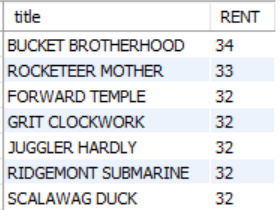 title RENT
BUCKET BROTHERHOOD 34
ROCKETEER MOTHER 33
FORWARD TEMPLE 32
GRIT CLOCKWORK 32
JUGGLER HARDLY 32
RIDGEMONT SUBMARINE 32
SCALAWAG DUCK 32